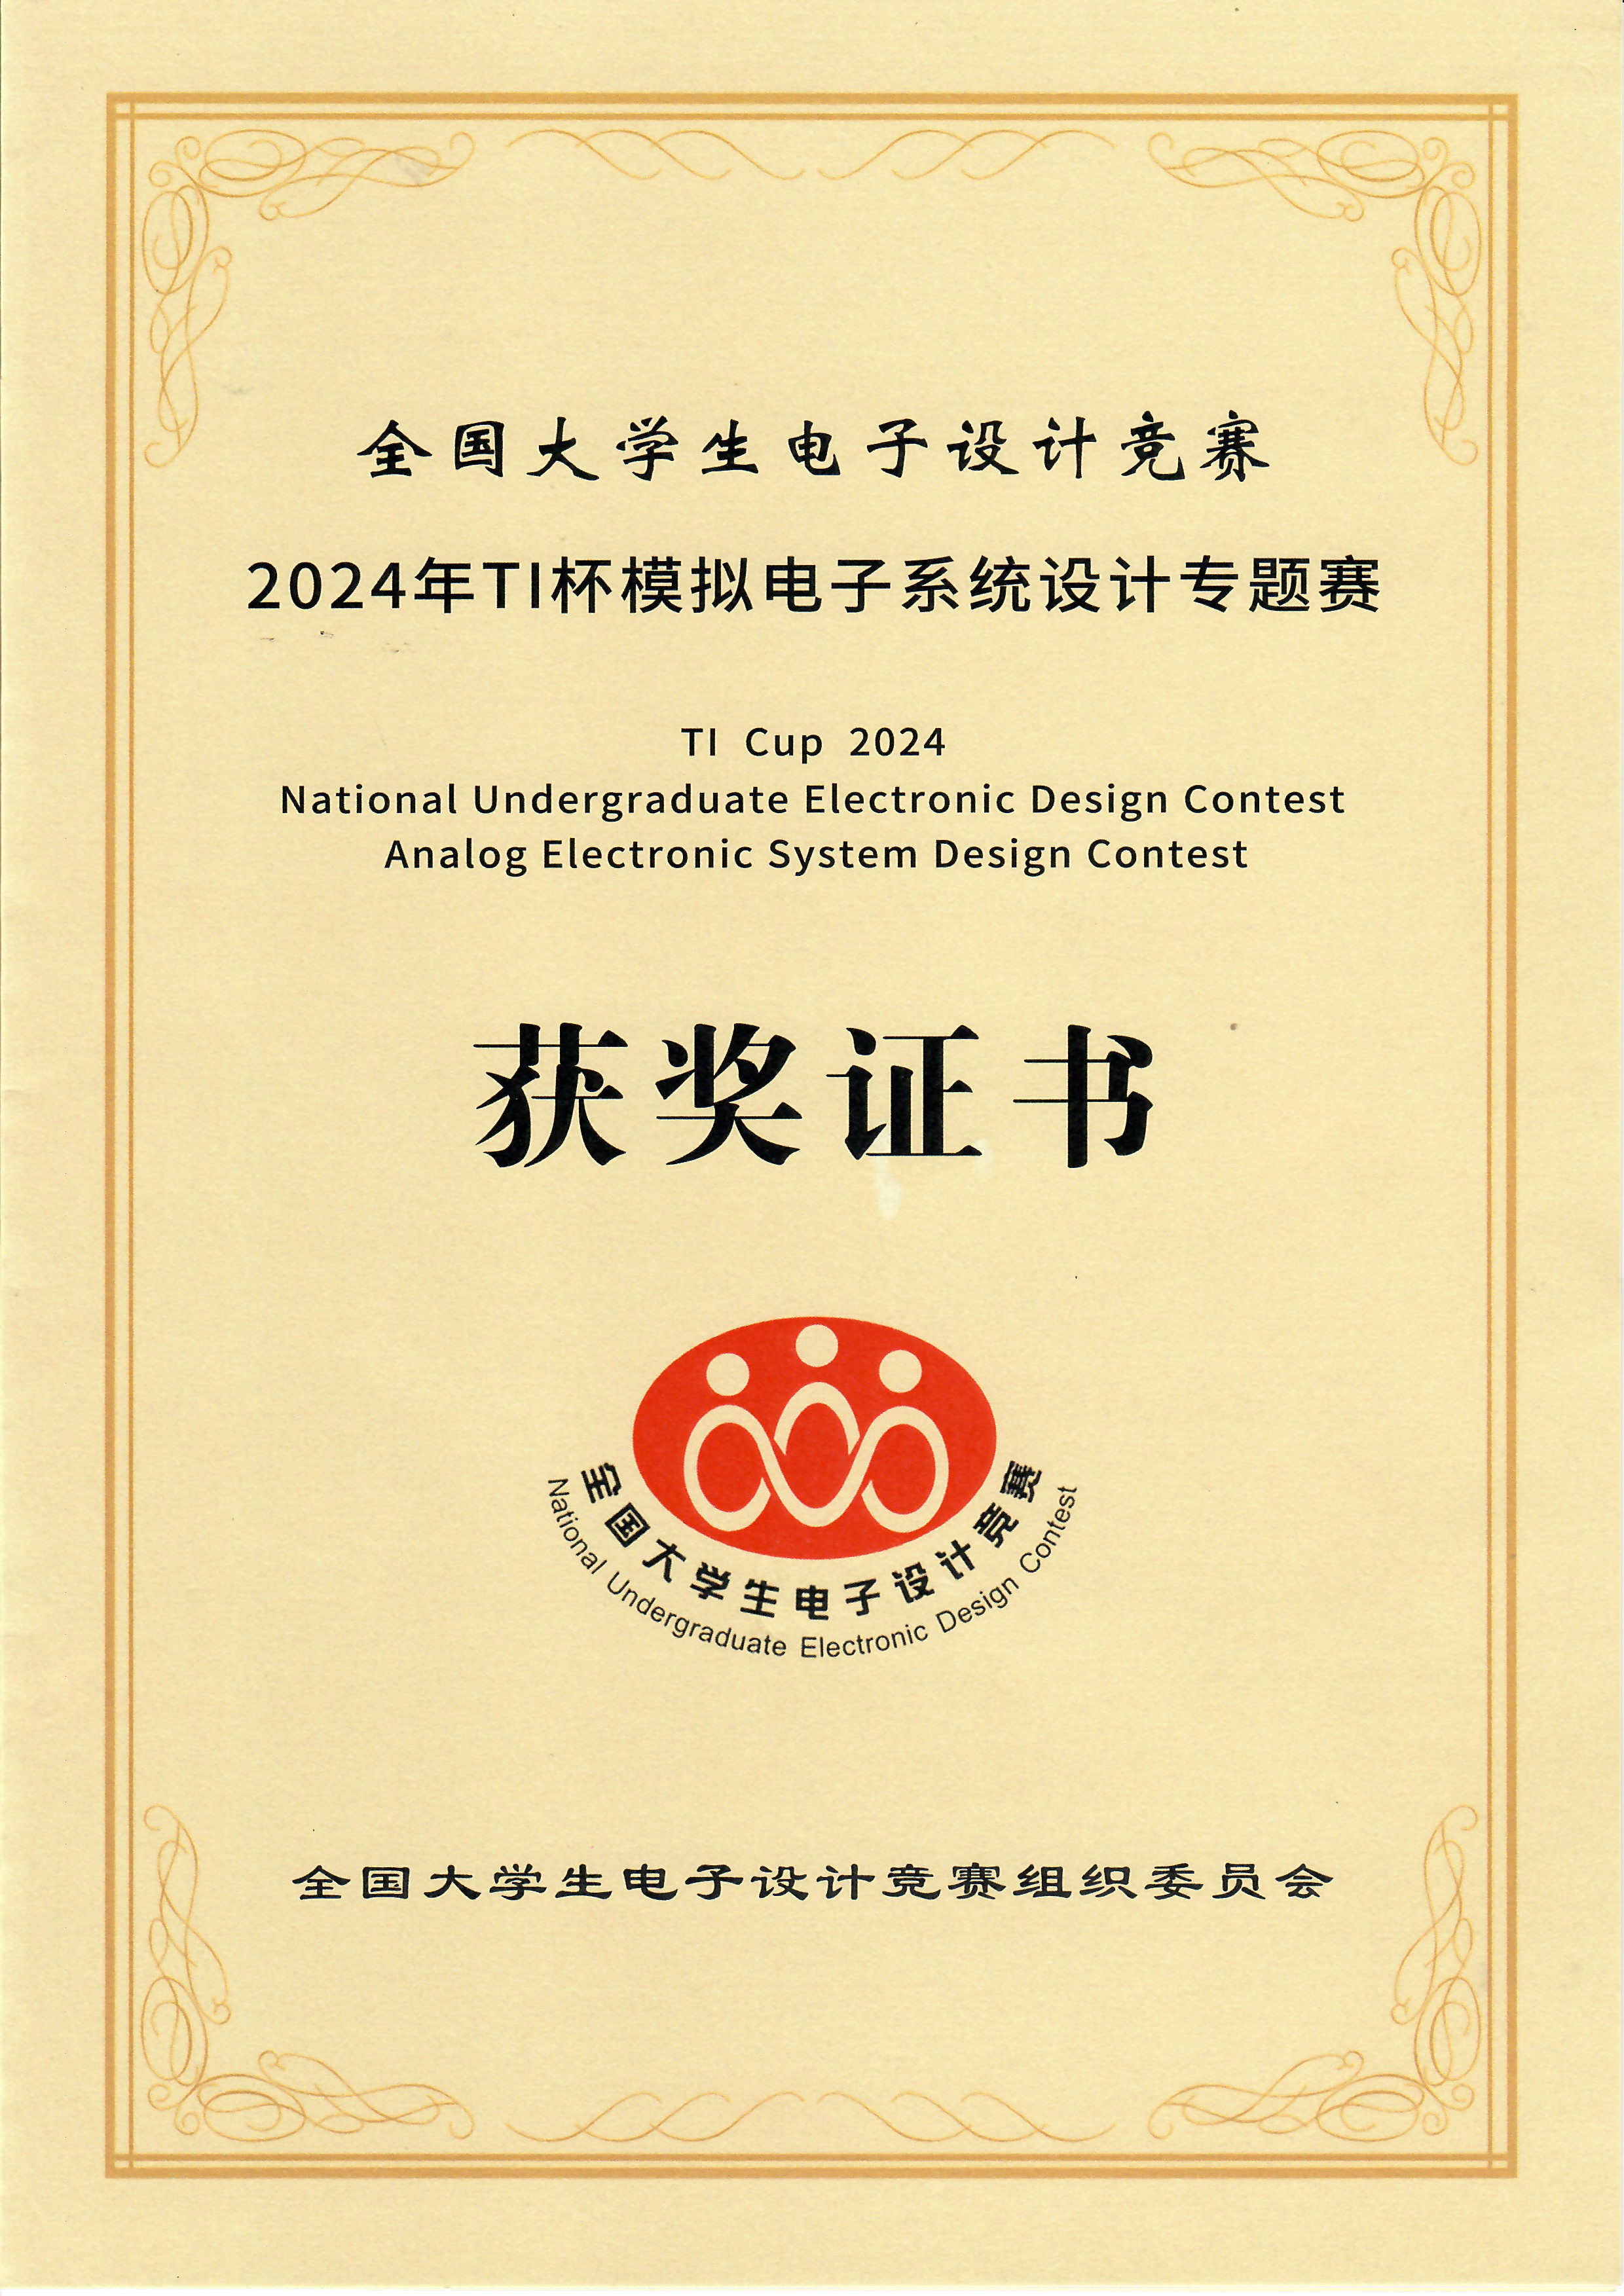 全国大学生电子设计竞赛
2024年TI杯模拟电子系统设计专题赛
TI Cup 2024
National Undergraduate Electronic Design Contest
Analog Electronic System Design Contest
获奖证书
全国大学生电子设计竞赛
National Undergraduate Electronic Design Contest
全国大学生电子设计竞赛组织委员会